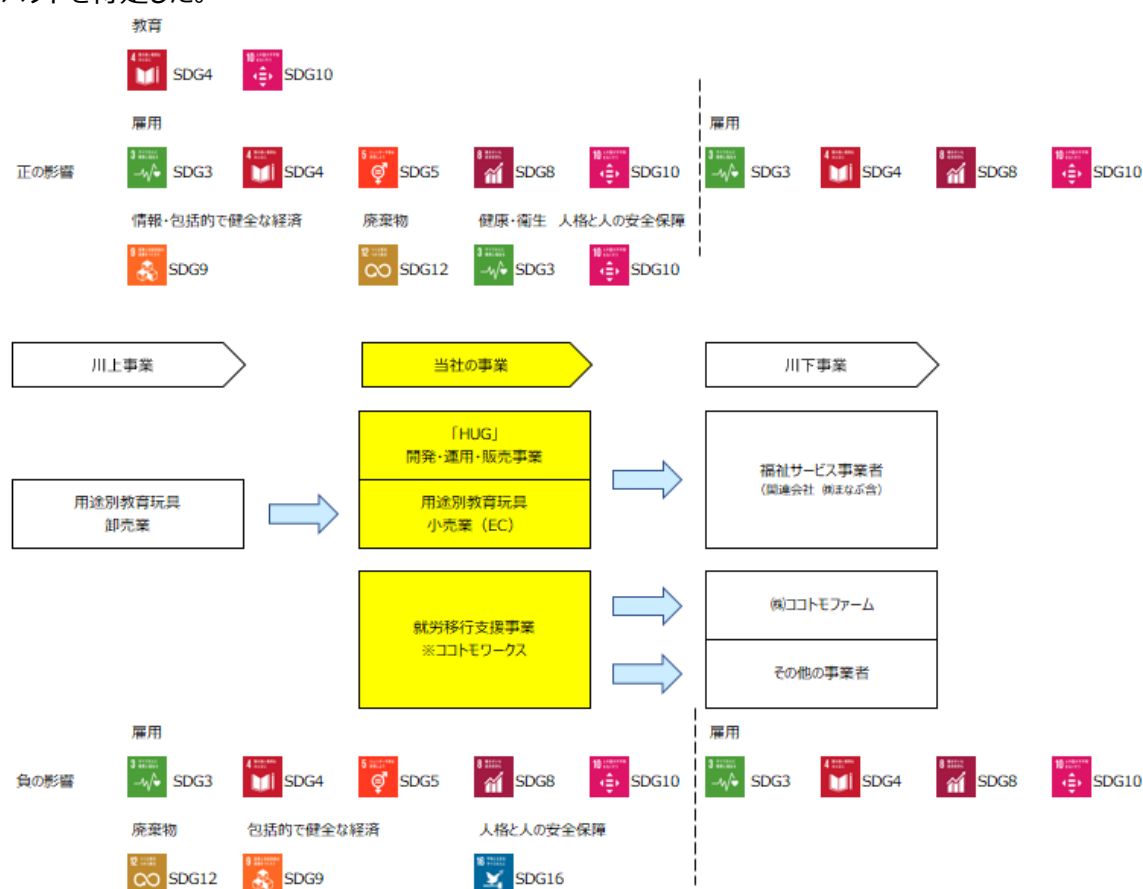 教育
SDG4 SDG10
雇用 雇用
正の影響 SDG3 SDG4 SDG5 SDG8 SDG10 SDG3 SDG4 SDG8 SDG10
情報・包括的で健全な経済 廃棄物 健康・衛生 人格と人の安全保障
SDG9 SDG12 SDG3 SDG10
川上事業 当社の事業 川下事業
「HUG」
開発・運用・販売事業
福祉サービス事業者
(関連会社 ㈱まなぶ舎)
用途別教育玩具
卸売業
用途別教育玩具
小売業(EC)
就労移行支援事業
※ココトモワークス
㈱ココトモファーム
その他の事業者
雇用 雇用
負の影響 SDG3 SDG4 SDG5 SDG8 SDG10 SDG3 SDG4 SDG8 SDG10
廃棄物 包括的で健全な経済 人格と人の安全保障
SDG12 SDG9 SDG16